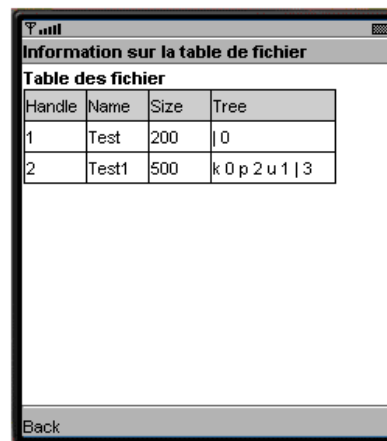 Information sur la table de fichier
Table des fichier
Handle Name Size Tree
1 Test 200 | 0
2 Test1 500 k 0 p 2 u 1 | 3
Back